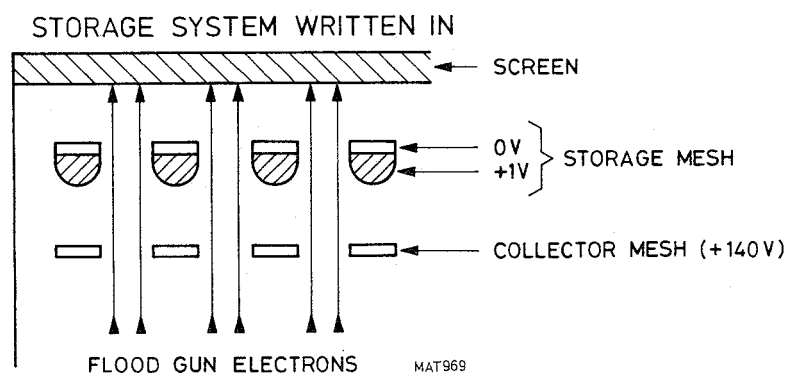 STORAGE SYSTEM WRITTEN IN
SCREEN
0V
+1V
STORAGE MESH
COLLECTOR MESH (+140V)
FLOOD GUN ELECTRONS
MAT969